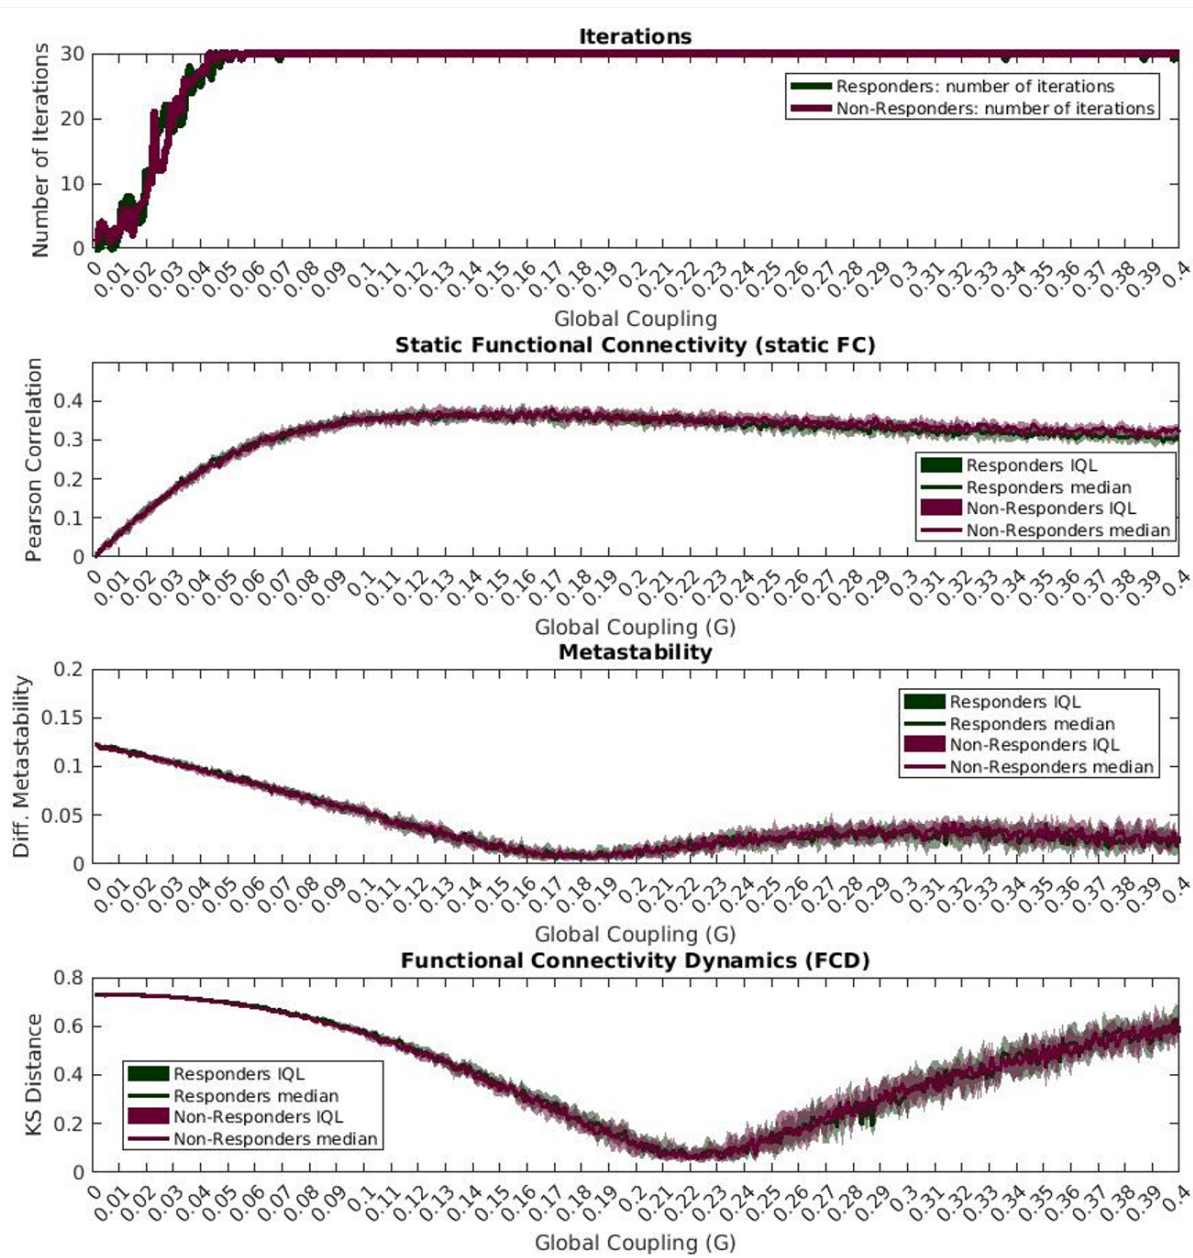 Iterations
Number of Iterations
30
20
10
0
Responders: number of iterations
Non-Responders: number of iterations
0 0.01 0.02 0.03 0.04 0.05 0.06 0.07 0.08 0.09 0.1 0.11 0.12 0.13 0.14 0.15 0.16 0.17 0.18 0.19 0.2 0.21 0.22 0.23 0.24 0.25 0.26 0.27 0.28 0.29 0.3 0.31 0.32 0.33 0.34 0.35 0.36 0.37 0.38 0.39 0.4
Global Coupling
Static Functional Connectivity (static FC)
Pearson Correlation
0.4
0.3
0.2
0.1
0
Responders IQL
Responders median
Non-Responders IQL
Non-Responders median
0 0.01 0.02 0.03 0.04 0.05 0.06 0.07 0.08 0.09 0.1 0.11 0.12 0.13 0.14 0.15 0.16 0.17 0.18 0.19 0.2 0.21 0.22 0.23 0.24 0.25 0.26 0.27 0.28 0.29 0.3 0.31 0.32 0.33 0.34 0.35 0.36 0.37 0.38 0.39 0.4
Global Coupling (G)
Metastability
Diff. Metastability
0.2
0.15
0.1
0.05
0
Responders IQL
Responders median
Non-Responders IQL
Non-Responders median
0 0.01 0.02 0.03 0.04 0.05 0.06 0.07 0.08 0.09 0.1 0.11 0.12 0.13 0.14 0.15 0.16 0.17 0.18 0.19 0.2 0.21 0.22 0.23 0.24 0.25 0.26 0.27 0.28 0.29 0.3 0.31 0.32 0.33 0.34 0.35 0.36 0.37 0.38 0.39 0.4
Global Coupling (G)
Functional Connectivity Dynamics (FCD)
KS Distance
0.8
0.6
0.4
0.2
0
Responders IQL
Responders median
Non-Responders IQL
Non-Responders median
0 0.01 0.02 0.03 0.04 0.05 0.06 0.07 0.08 0.09 0.1 0.11 0.12 0.13 0.14 0.15 0.16 0.17 0.18 0.19 0.2 0.21 0.22 0.23 0.24 0.25 0.26 0.27 0.28 0.29 0.3 0.31 0.32 0.33 0.34 0.35 0.36 0.37 0.38 0.39 0.4
Global Coupling (G)